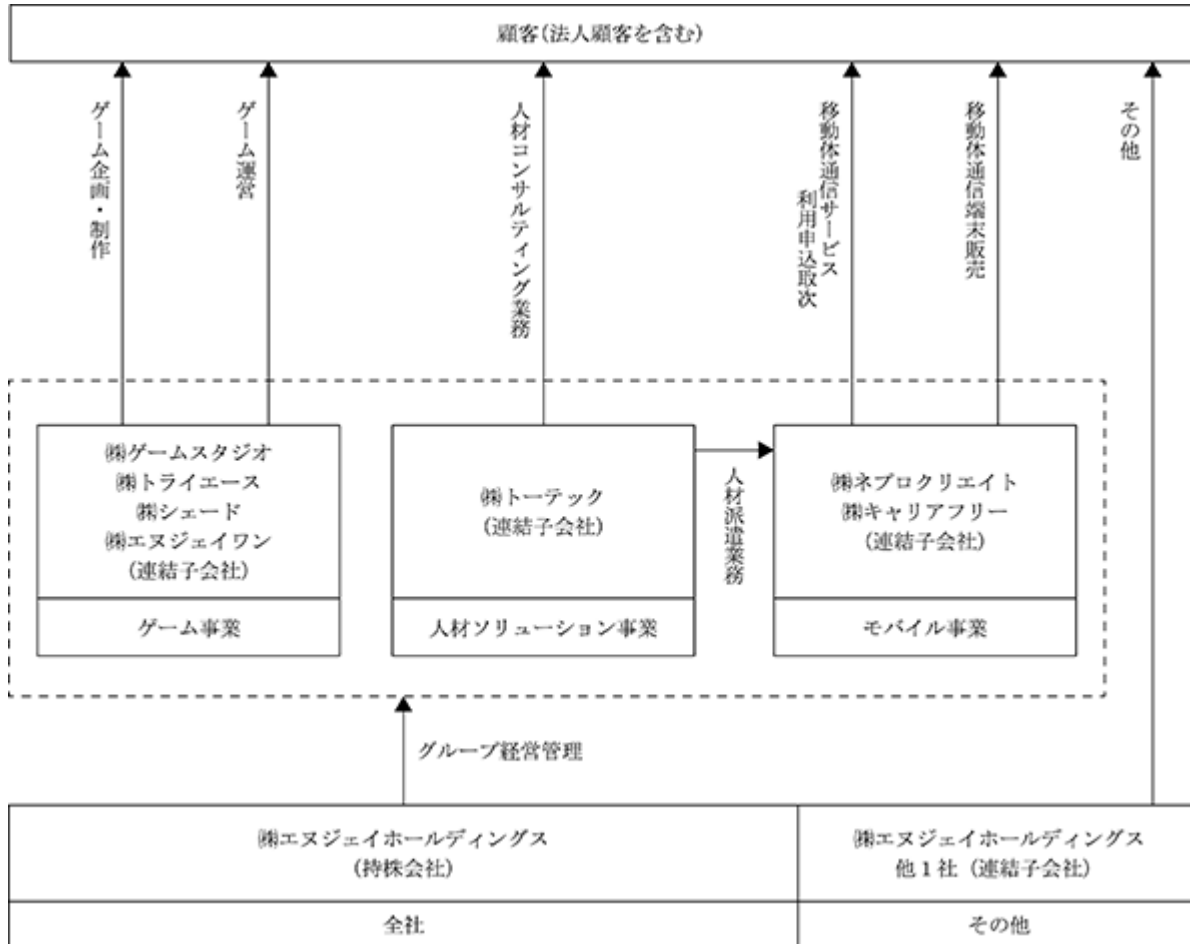 顧客(法人顧客を含む)
ゲーム企画・制作
ゲーム運営
人材コンサルティング業務
移動体通信サービス
利用申込取次
移動体通信端末販売
その他
㈱ゲームスタジオ
㈱トライエース
㈱シェード
㈱エヌジェイワン
(連結子会社)
ゲーム事業
㈱トーテック
(連結子会社)
人材ソリューション事業
人材派遣業務
㈱ネプロクリエイト
㈱キャリアフリー
(連結子会社)
モバイル事業
グループ経営管理
㈱エヌジェイホールディングス
(持株会社)
全社
㈱エヌジェイホールディングス
他1社(連結子会社)
その他